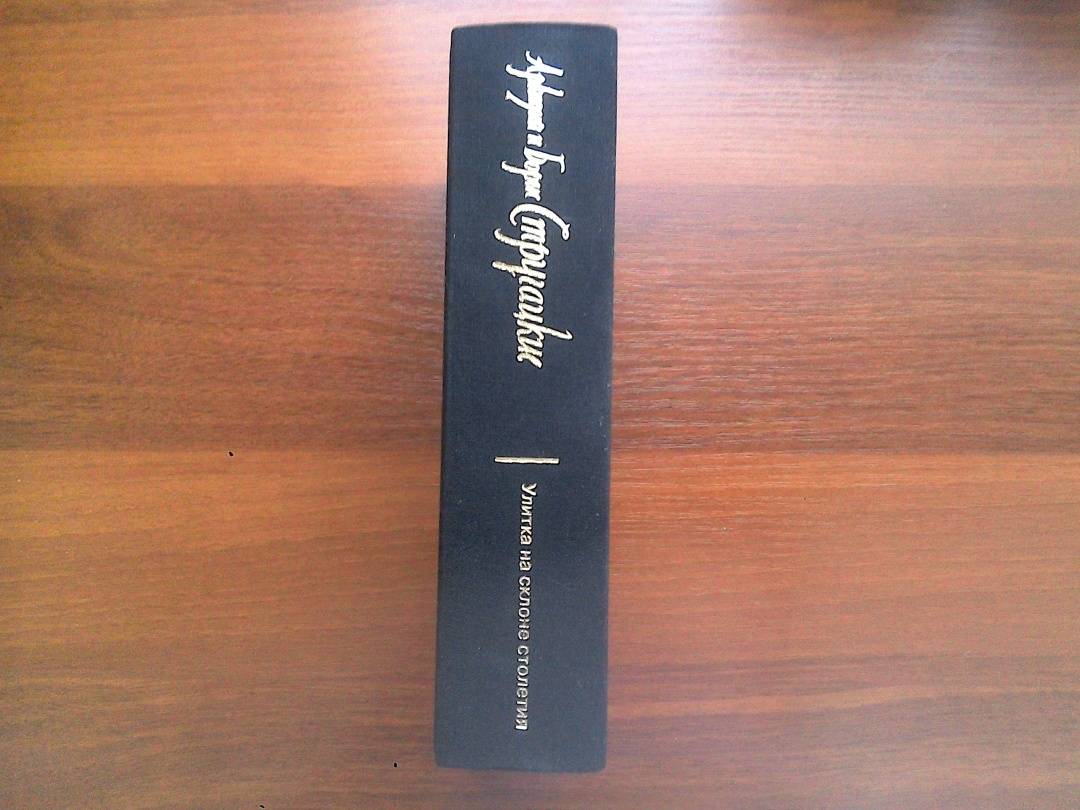 Аркадий и Борис Стругацкие
Улитка на склоне столетия